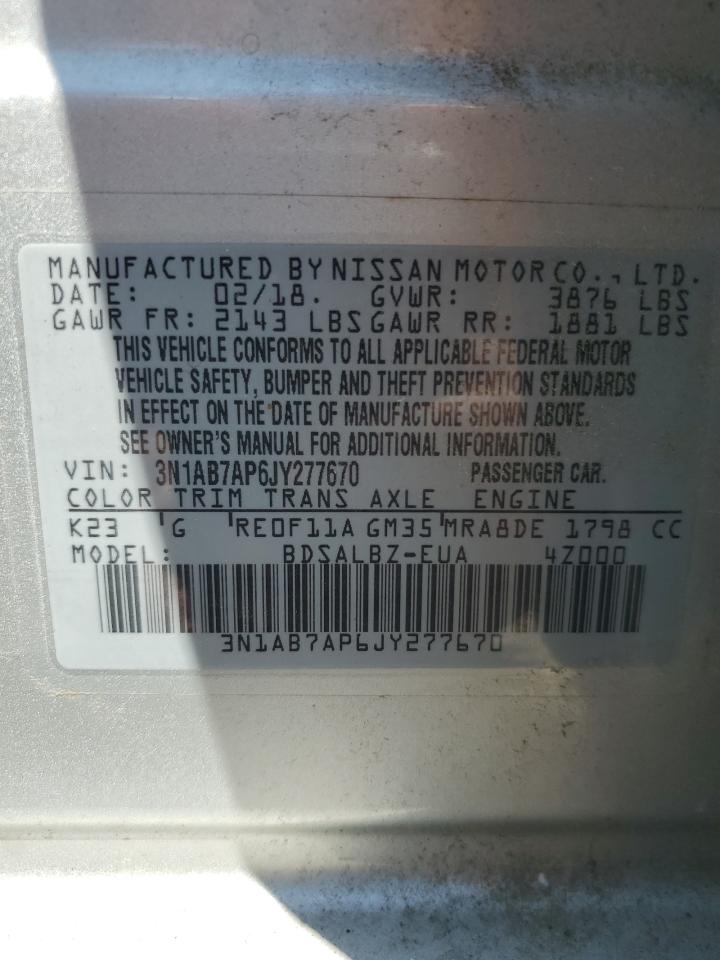 MANUFACTURED BY NISSAN MOTOR CO., LTD.
DATE: 02/18. GVWR: 3876 LBS
GAWR FR: 2143 LBS GAWR RR: 1881 LBS
THIS VEHICLE CONFORMS TO ALL APPLICABLE FEDERAL MOTOR
VEHICLE SAFETY, BUMPER AND THEFT PREVENTION STANDARDS
IN EFFECT ON THE DATE OF MANUFACTURE SHOWN ABOVE.
SEE OWNER'S MANUAL FOR ADDITIONAL INFORMATION.
VIN: 3N1AB7AP6JY277670 PASSENGER CAR.
COLOR TRIM TRANS AXLE ENGINE
K23 G RE0F11A GM35 MRA8DE 1798 CC
MODEL: BDSALBZ-EUA 4Z000
3N1AB7AP6JY277670